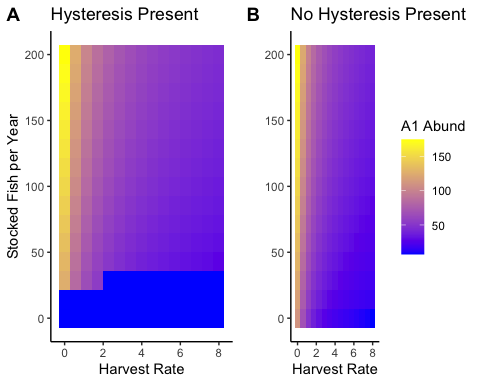 A Hysteresis Present
B No Hysteresis Present
Stocked Fish per Year
200
150
100
50
0
0 2 4 6 8
Harvest Rate
200
150
100
50
0
0 2 4 6 8
Harvest Rate
A1 Abund
150
100
50